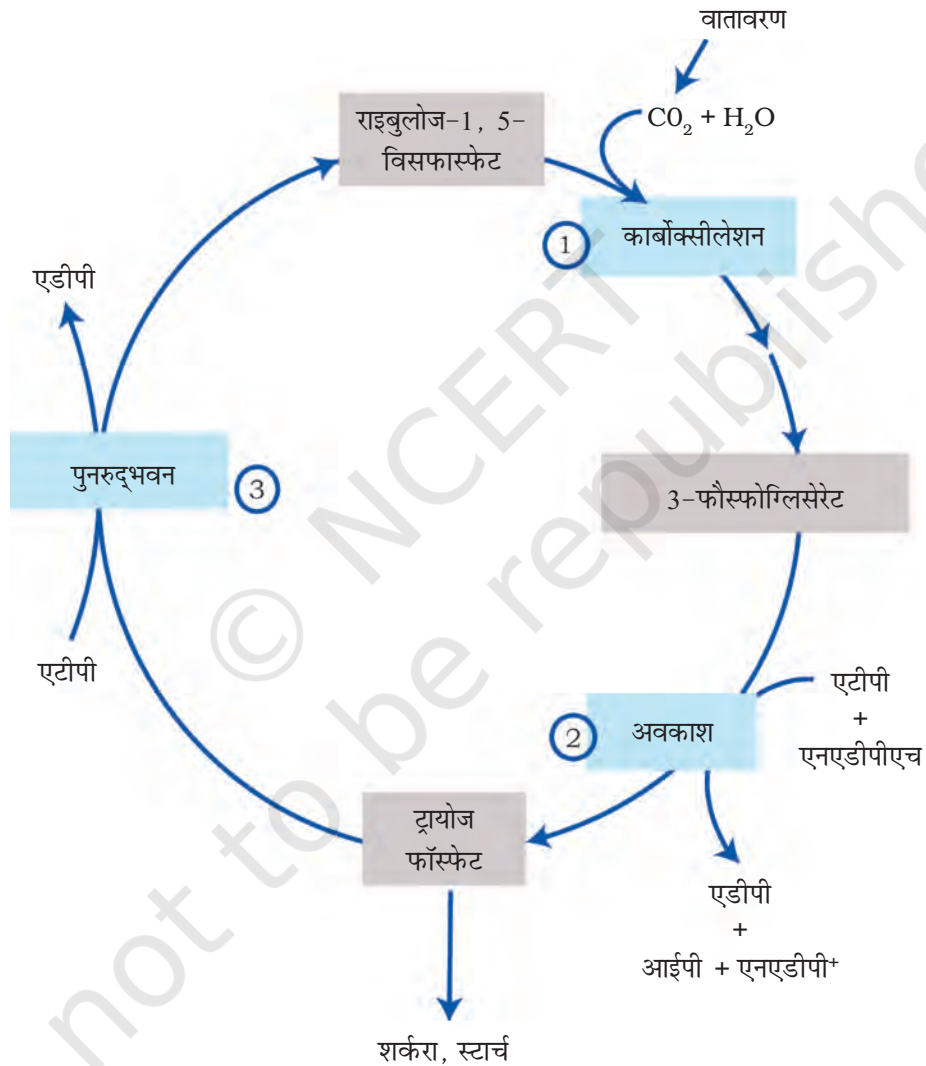 वातावरण
C0₂ + H₂O
राइबुलोज-1, 5-
विसफास्फेट
1
कार्बोक्सीलेशन
एडीपी
पुनरुद्भवन
3
3-फौस्फोग्लिसेरेट
एटीपी
एटीपी
+
एनएडीपीएच
2
अवकाश
ट्रायोज
फॉस्फेट
एडीपी
+
आईपी + एनएडीपी⁺
शर्करा, स्टार्च
© NCERT
not to be republishe